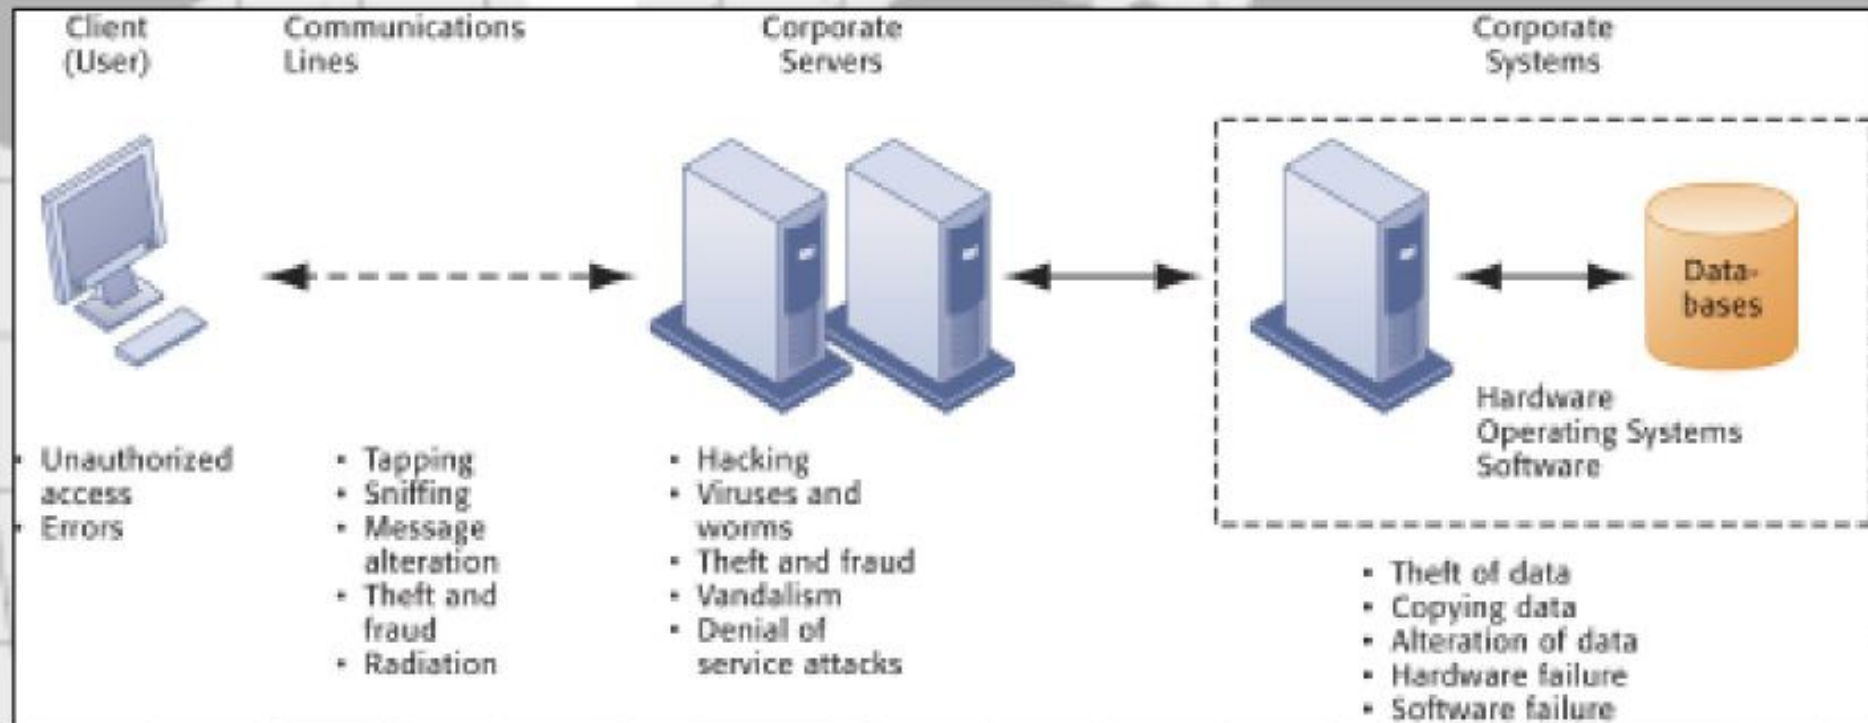 Client
(User)
Communications
Lines
Corporate
Servers
Corporate
Systems
Data-
bases
Hardware
Operating Systems
Software
• Unauthorized
access
• Errors
• Tapping
• Sniffing
• Message
alteration
• Theft and
fraud
• Radiation
• Hacking
• Viruses and
worms
• Theft and fraud
• Vandalism
• Denial of
service attacks
• Theft of data
• Copying data
• Alteration of data
• Hardware failure
• Software failure